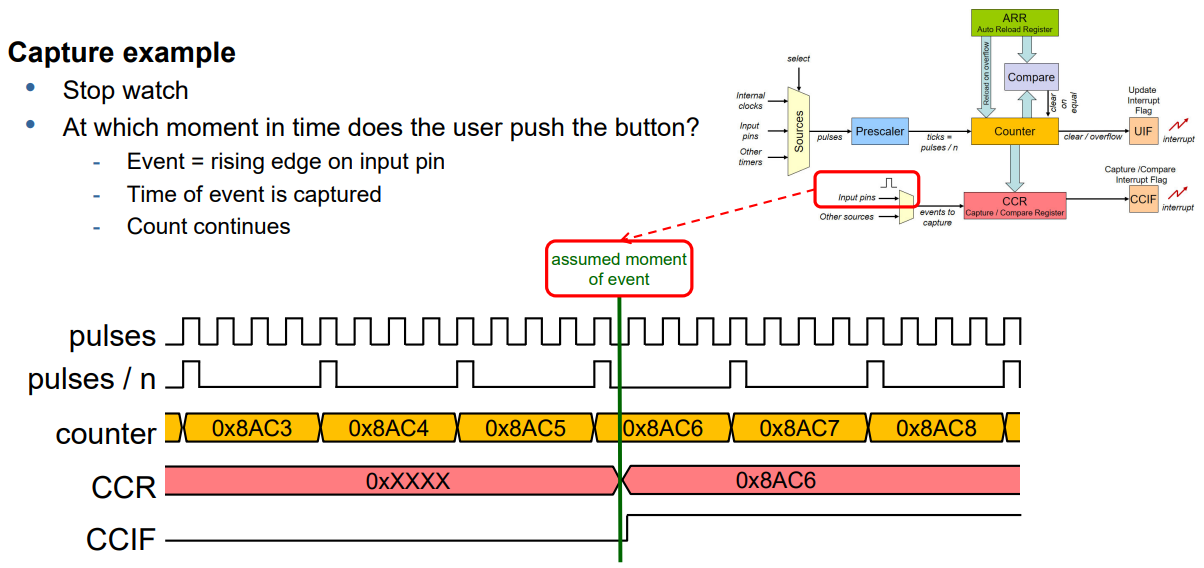 Capture example
• Stop watch
• At which moment in time does the user push the button?
- Event = rising edge on input pin
- Time of event is captured
- Count continues
ARR
Auto Reload Register
Reload on overflow
Compare
clear
on
equal
select
Internal
clocks
Input
pins
Other
timers
Sources
pulses
Prescaler
ticks =
pulses / n
Counter
clear / overflow
Update
Interrupt
Flag
UIF
interrupt
Capture /Compare
Interrupt Flag
CCIF
interrupt
Input pins
Other sources
events to
capture
CCR
Capture / Compare Register
assumed moment
of event
pulses
pulses / n
counter
0x8AC3
0x8AC4
0x8AC5
0x8AC6
0x8AC7
0x8AC8
CCR
0xXXXX
0x8AC6
CCIF